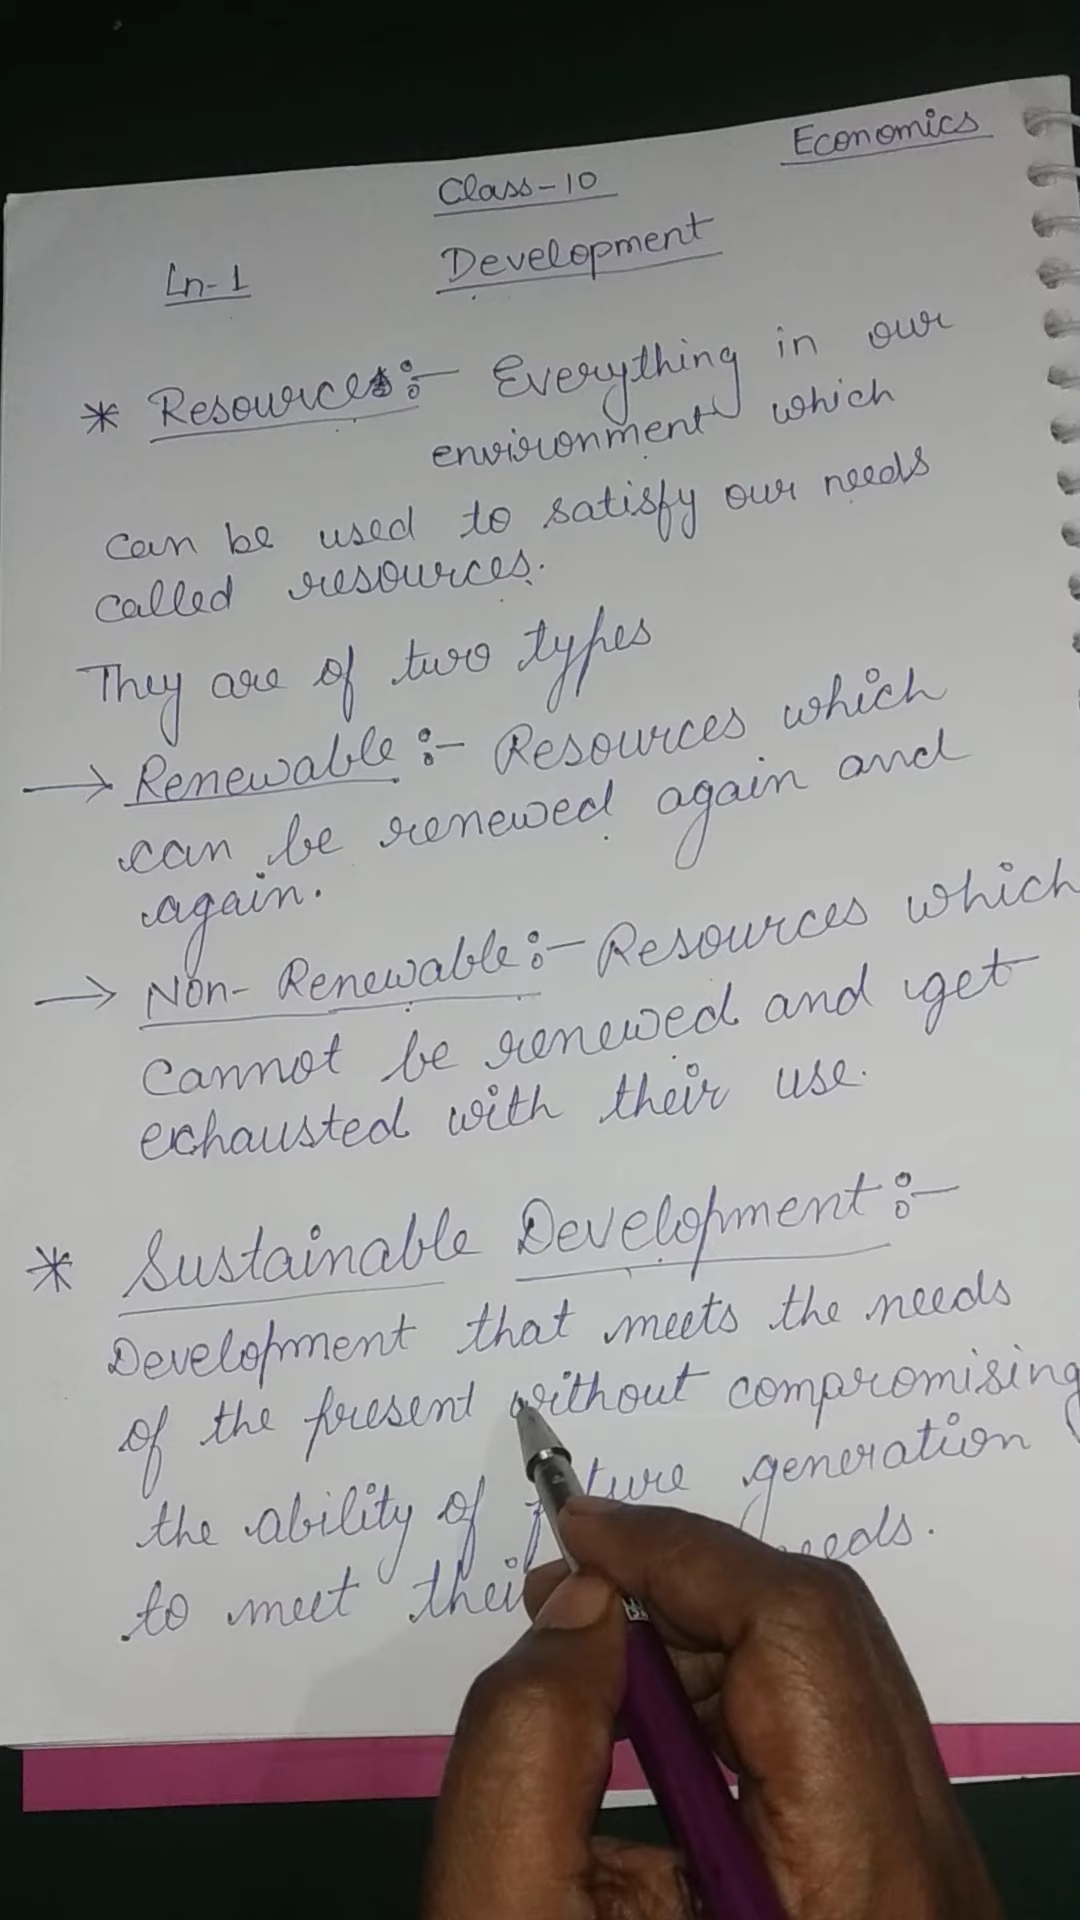 Economics
Class-10
Ln-1 Development
* Resources:- Everything in our
environment which
can be used to satisfy our needs
called resources.
They are of two types
→ Renewable :- Resources which
can be renewed again and
again.
→ Non-Renewable:- Resources which
cannot be renewed and get
exhausted with their use.
* Sustainable Development:-
Development that meets the needs
of the present without compromising
the ability of future generation
to meet needs.